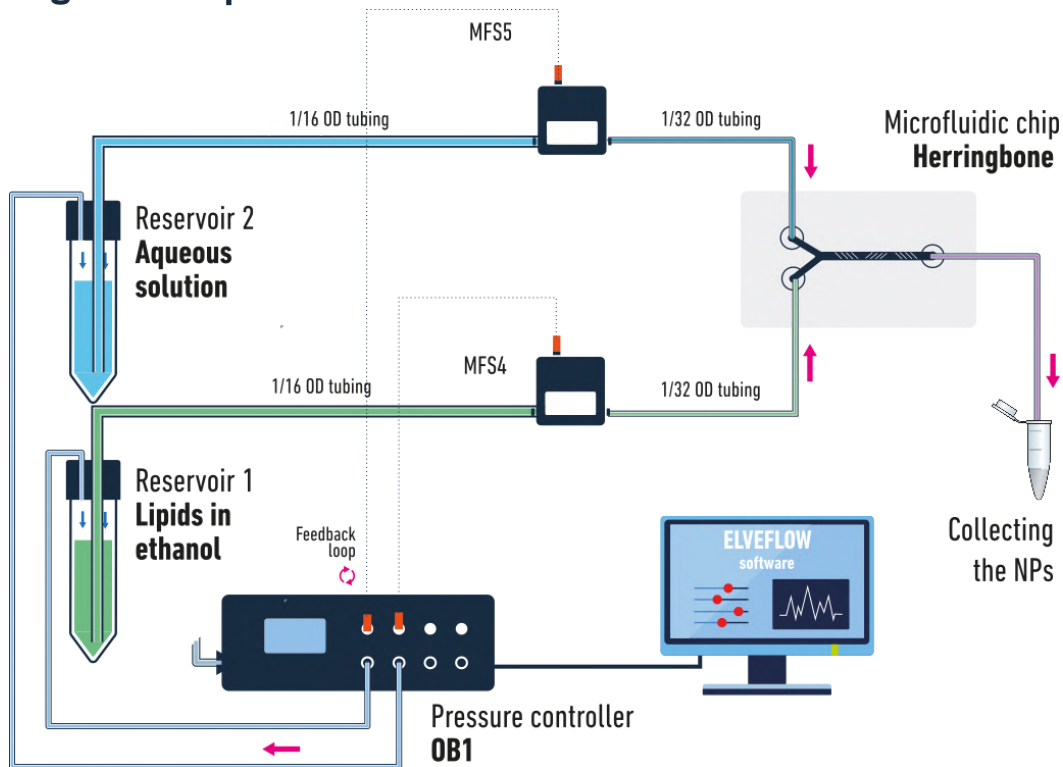 MFS5
1/16 OD tubing
1/32 OD tubing
Microfluidic chip
Herringbone
Reservoir 2
Aqueous
solution
MFS4
1/16 OD tubing
1/32 OD tubing
Reservoir 1
Lipids in
ethanol
Feedback
loop
ELVEFLOW
software
Collecting
the NPs
Pressure controller
OB1